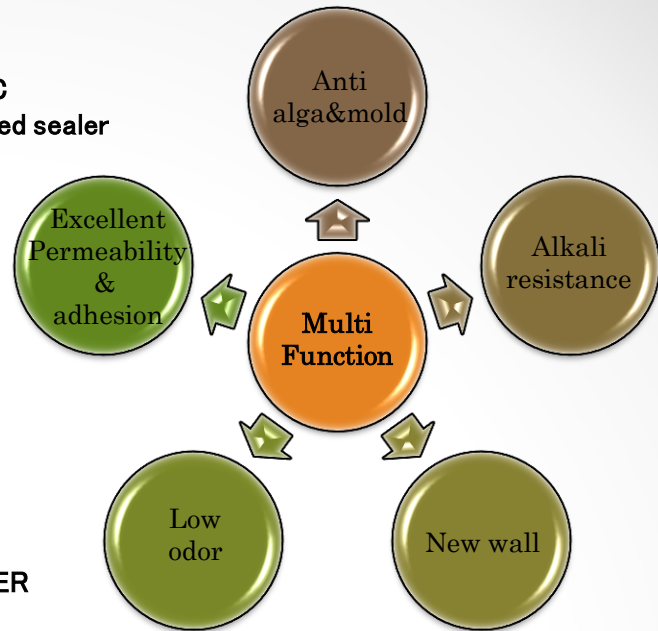 Anti
alga&mold
C
ed sealer
Excellent
Permeability
&
adhesion
Alkali
resistance
Multi
Function
Low
odor
New wall
ER